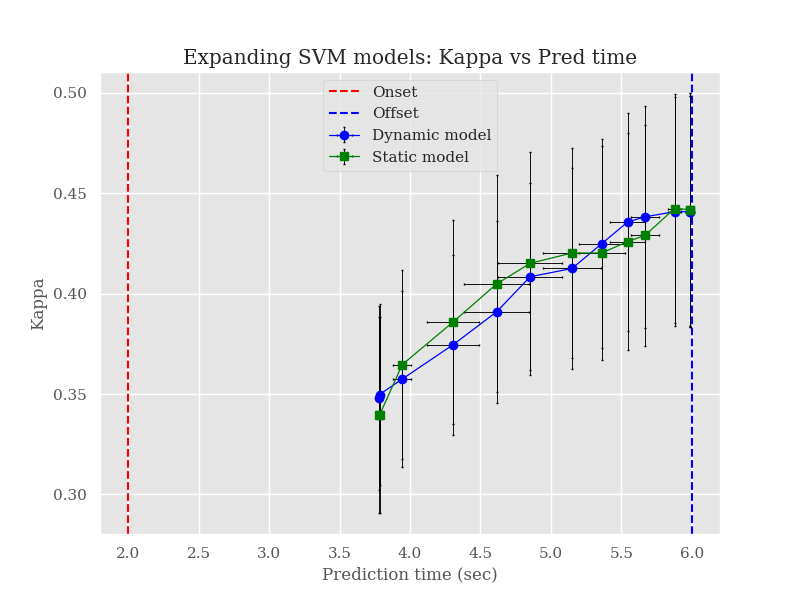 Expanding SVM models: Kappa vs Pred time
Onset
Offset
Dynamic model
Static model
Kappa
0.50
0.45
0.40
0.35
0.30
2.0 2.5 3.0 3.5 4.0 4.5 5.0 5.5 6.0
Prediction time (sec)